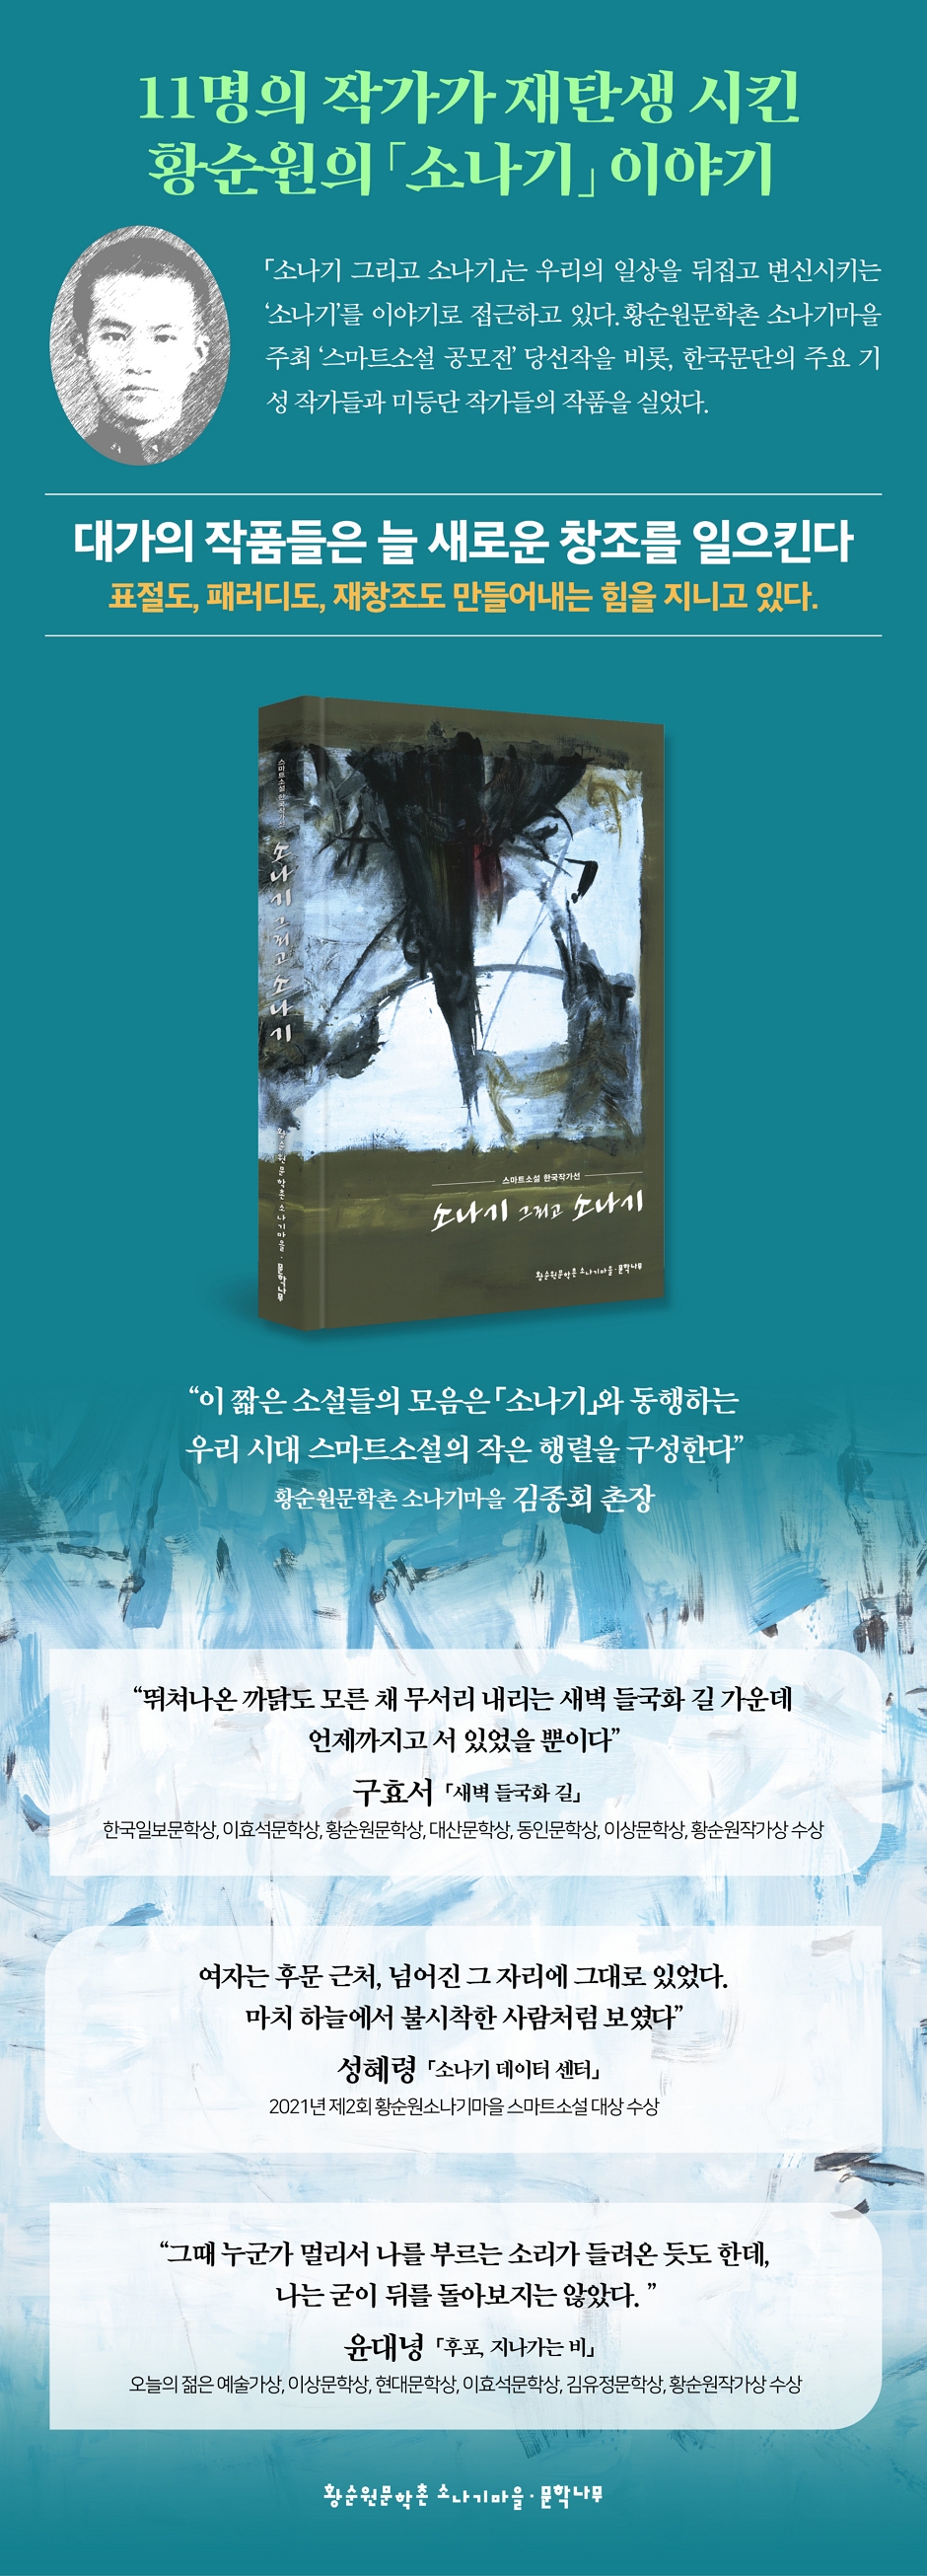 11명의 작가가 재탄생 시킨
황순원의 「소나기」 이야기
「소나기 그리고 소나기」는 우리의 일상을 뒤집고 변신시키는
‘소나기’를 이야기로 접근하고 있다. 황순원문학촌 소나기마을
주최 ‘스마트소설 공모전’ 당선작을 비롯, 한국문단의 주요 기
성 작가들과 미등단 작가들의 작품을 실었다.
대가의 작품들은 늘 새로운 창조를 일으킨다
표절도, 패러디도, 재창조도 만들어내는 힘을 지니고 있다.
스마트소설 한국작가선
소나기 그리고 소나기
황순원문학촌 소나기마을 · 문학나무
스마트소설 한국작가선
소나기 그리고 소나기
황순원문학촌 소나기마을 · 문학나무
“이 짧은 소설들의 모음은 「소나기」와 동행하는
우리 시대 스마트소설의 작은 행렬을 구성한다”
황순원문학촌 소나기마을 김종회 촌장
“뛰쳐나온 까닭도 모른 채 무서리 내리는 새벽 들국화 길 가운데
언제까지고 서 있었을 뿐이다”
구효서 「새벽 들국화 길」
한국일보문학상, 이효석문학상, 황순원문학상, 대산문학상, 동인문학상, 이상문학상, 황순원작가상 수상
여자는 후문 근처, 넘어진 그 자리에 그대로 있었다.
마치 하늘에서 불시착한 사람처럼 보였다”
성혜령 「소나기 데이터 센터」
2021년 제2회 황순원소나기마을 스마트소설 대상 수상
“그때 누군가 멀리서 나를 부르는 소리가 들려온 듯도 한데,
나는 굳이 뒤를 돌아보지는 않았다. ”
윤대녕 「후포, 지나가는 비」
오늘의 젊은 예술가상, 이상문학상, 현대문학상, 이효석문학상, 김유정문학상, 황순원작가상 수상
황순원문학촌 소나기마을 · 문학나무